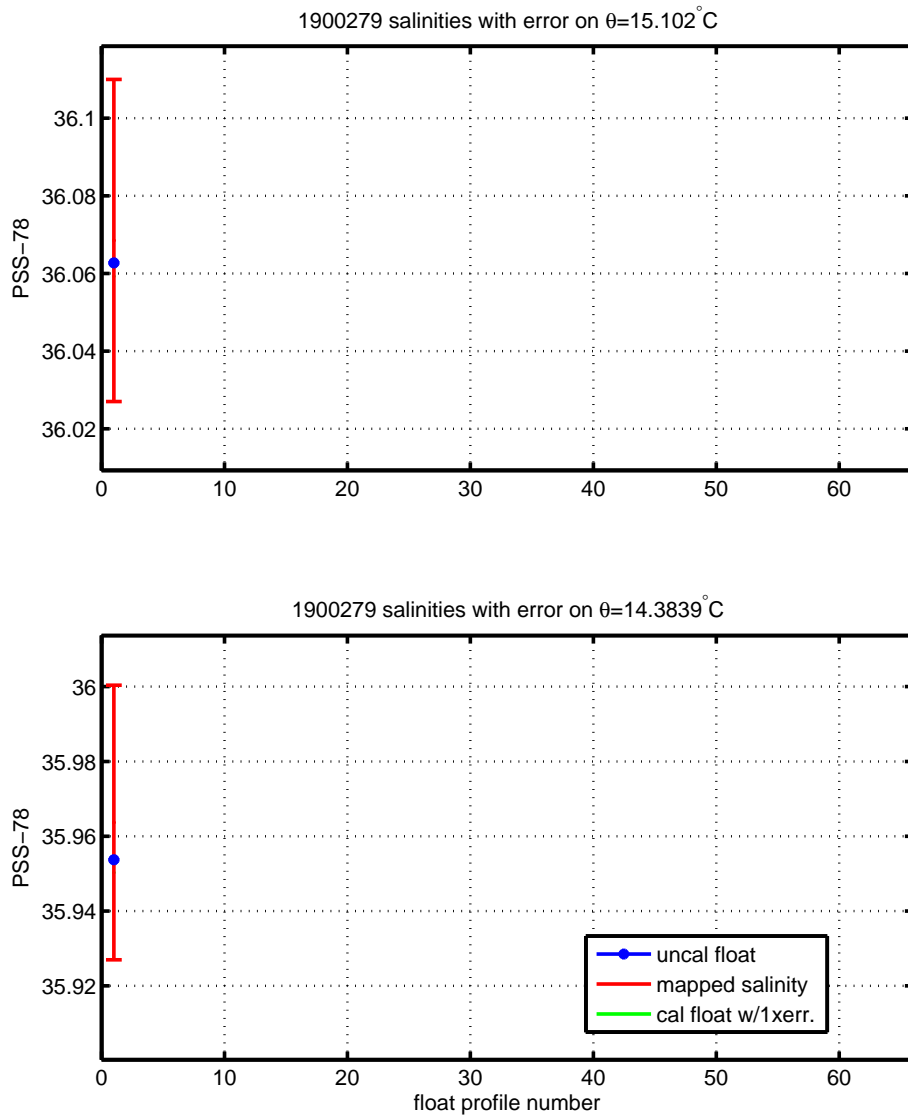 1900279 salinities with error on θ=15.102°C
PSS−78
36.1
36.08
36.06
36.04
36.02
0 10 20 30 40 50 60
1900279 salinities with error on θ=14.3839°C
PSS−78
36
35.98
35.96
35.94
35.92
uncal float
mapped salinity
cal float w/1xerr.
0 10 20 30 40 50 60
float profile number